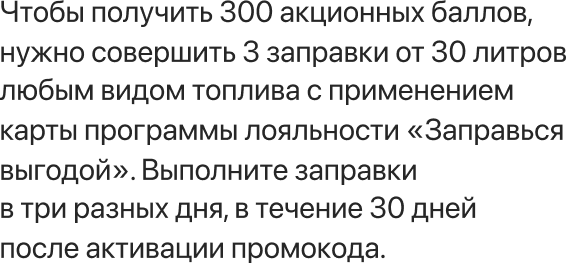 Чтобы получить 300 акционных баллов,
нужно совершить 3 заправки от 30 литров
любым видом топлива с применением
карты программы лояльности «Заправься
выгодой». Выполните заправки
в три разных дня, в течение 30 дней
после активации промокода.